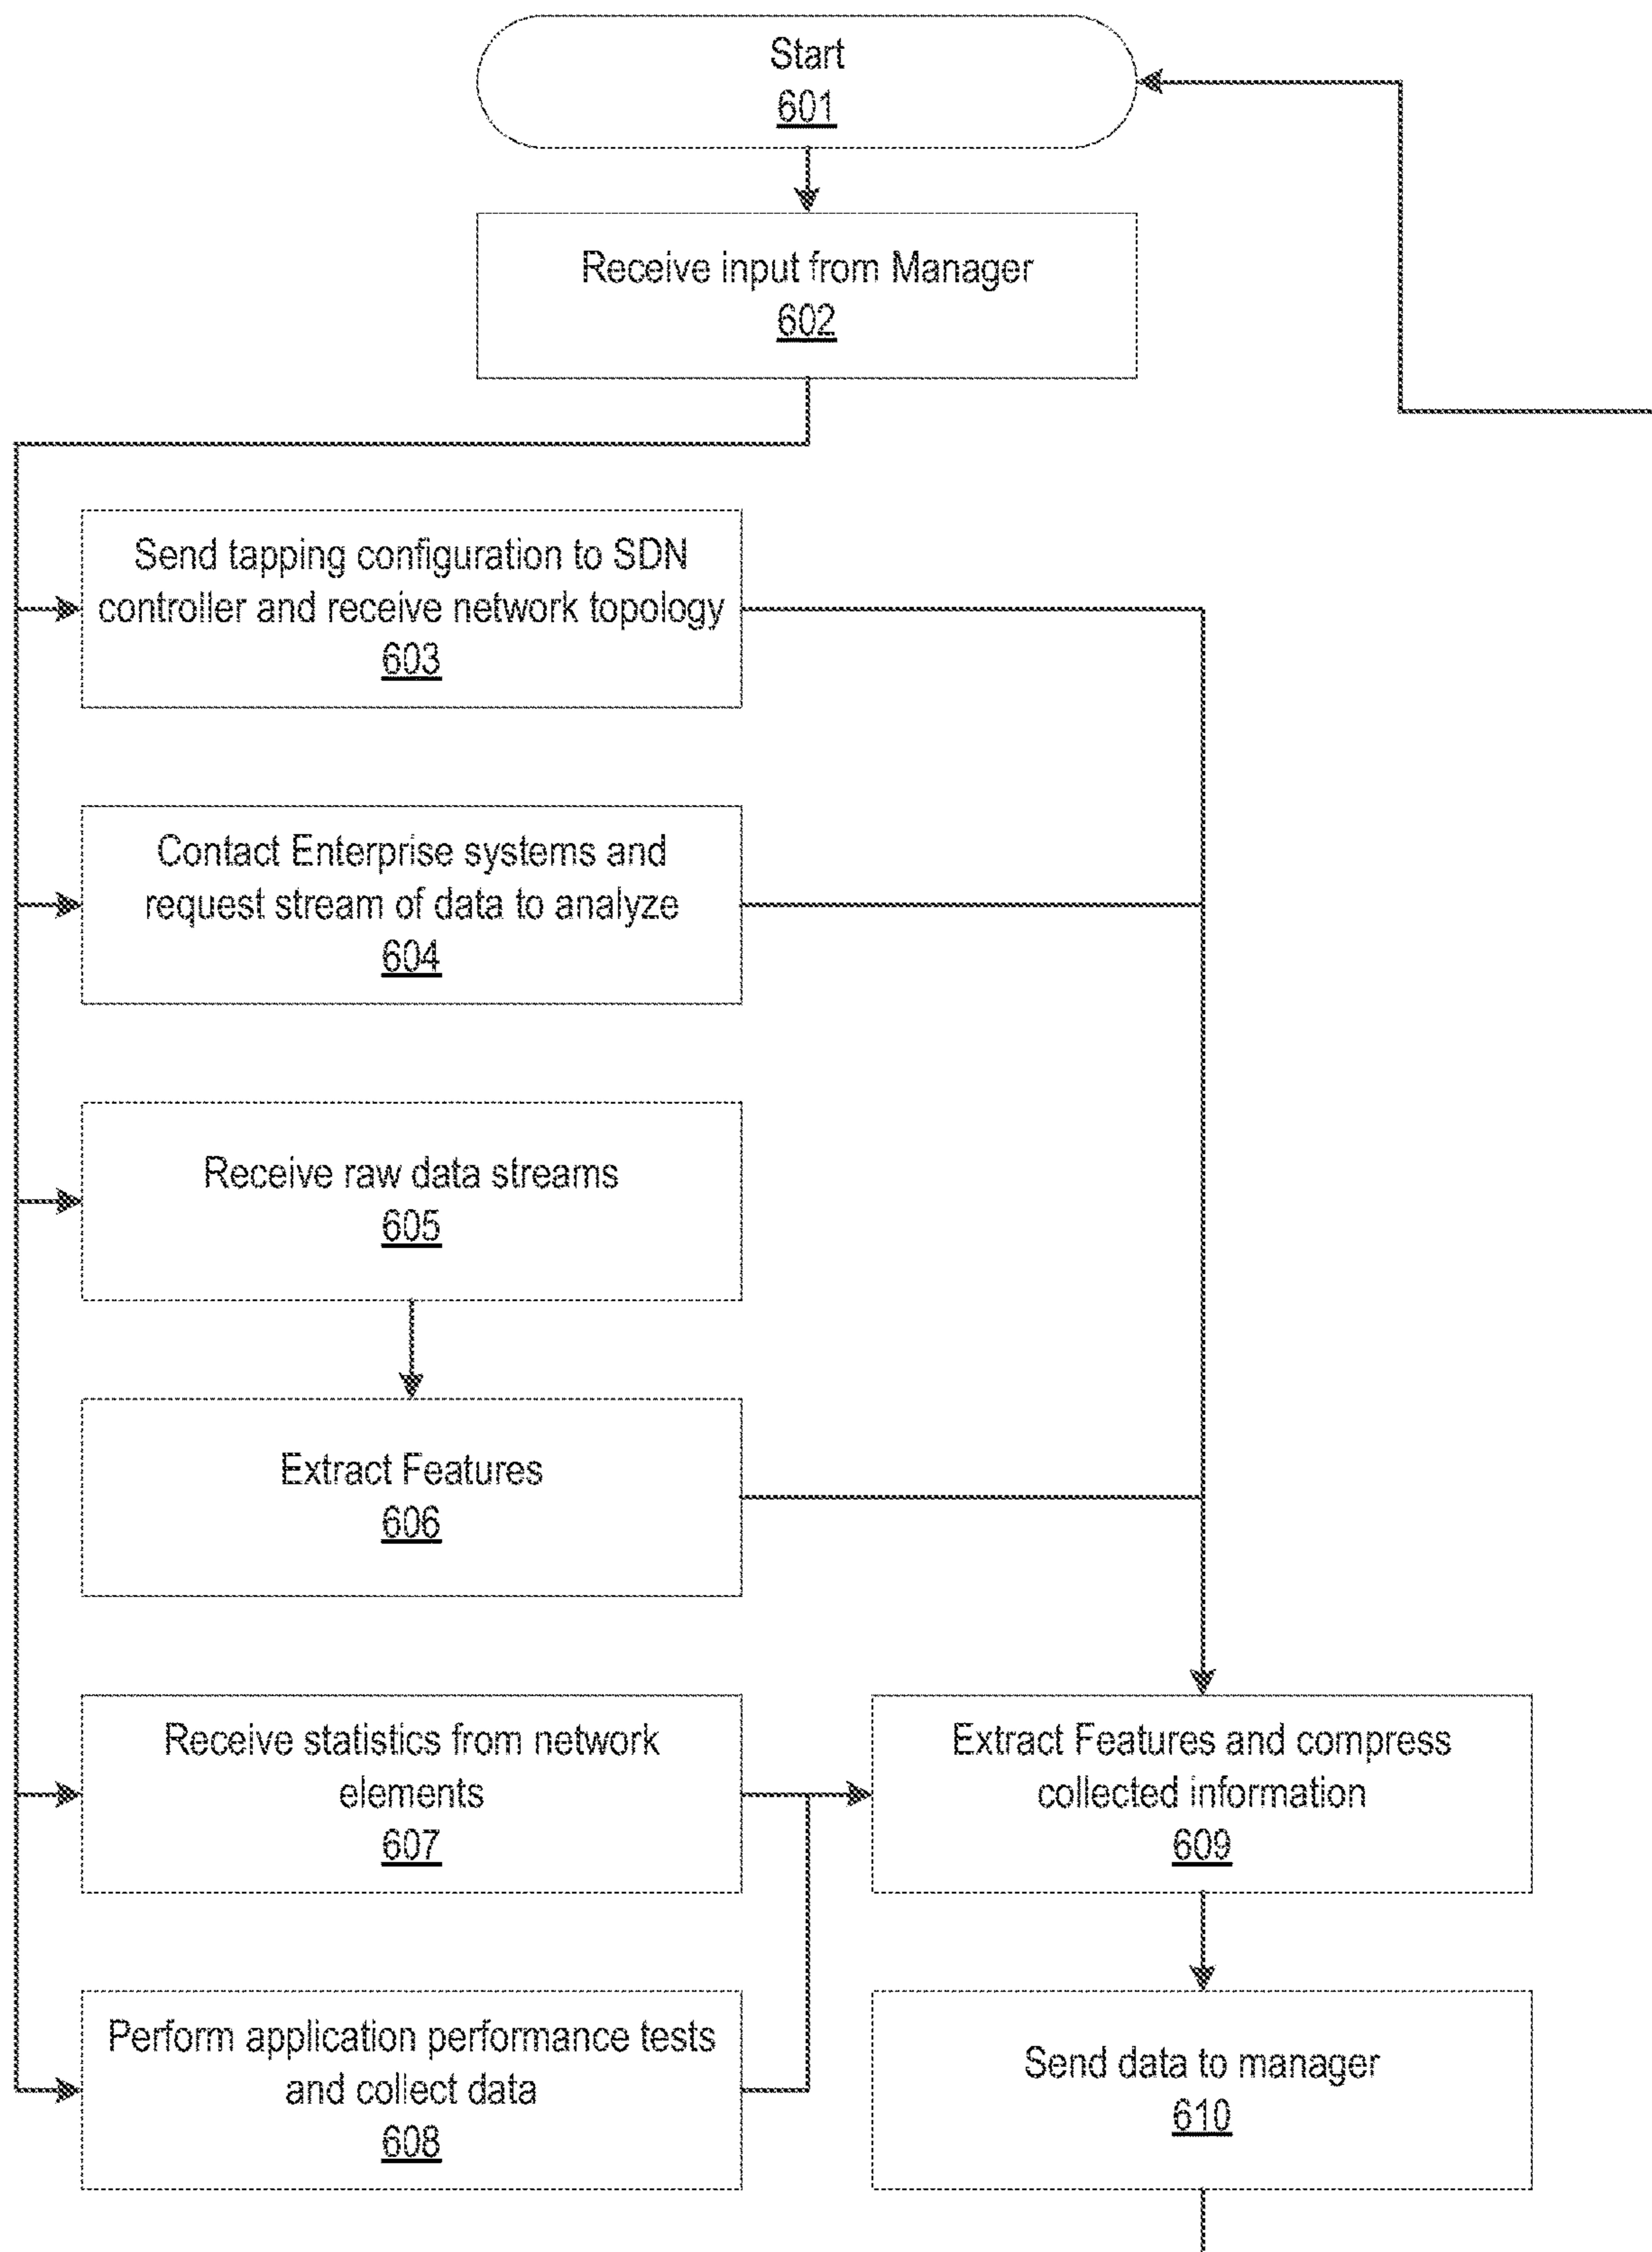 Start
601
Receive input from Manager
602
Send tapping configuration to SDN
controller and receive network topology
603
Contact Enterprise systems and
request stream of data to analyze
604
Receive raw data streams
605
Extract Features
606
Receive statistics from network
elements
607
Extract Features and compress
collected information
609
Perform application performance tests
and collect data
608
Send data to manager
610